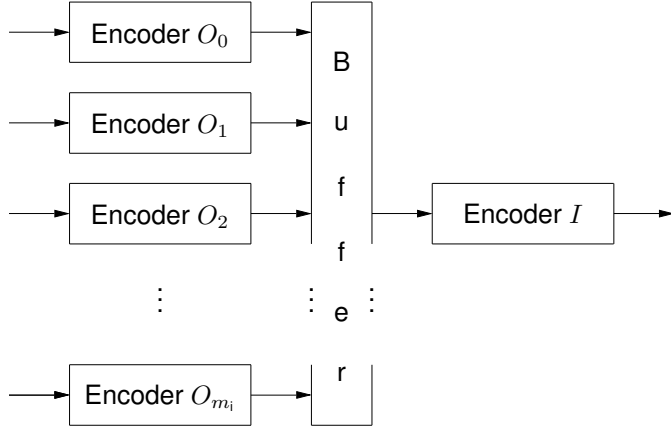 Encoder O₀
Encoder O₁
Encoder O₂
⋮
Encoder Oₘᵢ
B
u
f
f
⋮ e ⋮
r
Encoder I